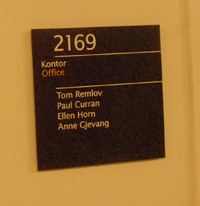 2169
Kontor
Office
Tom Remlov
Paul Curran
Ellen Horn
Anne Gjevang